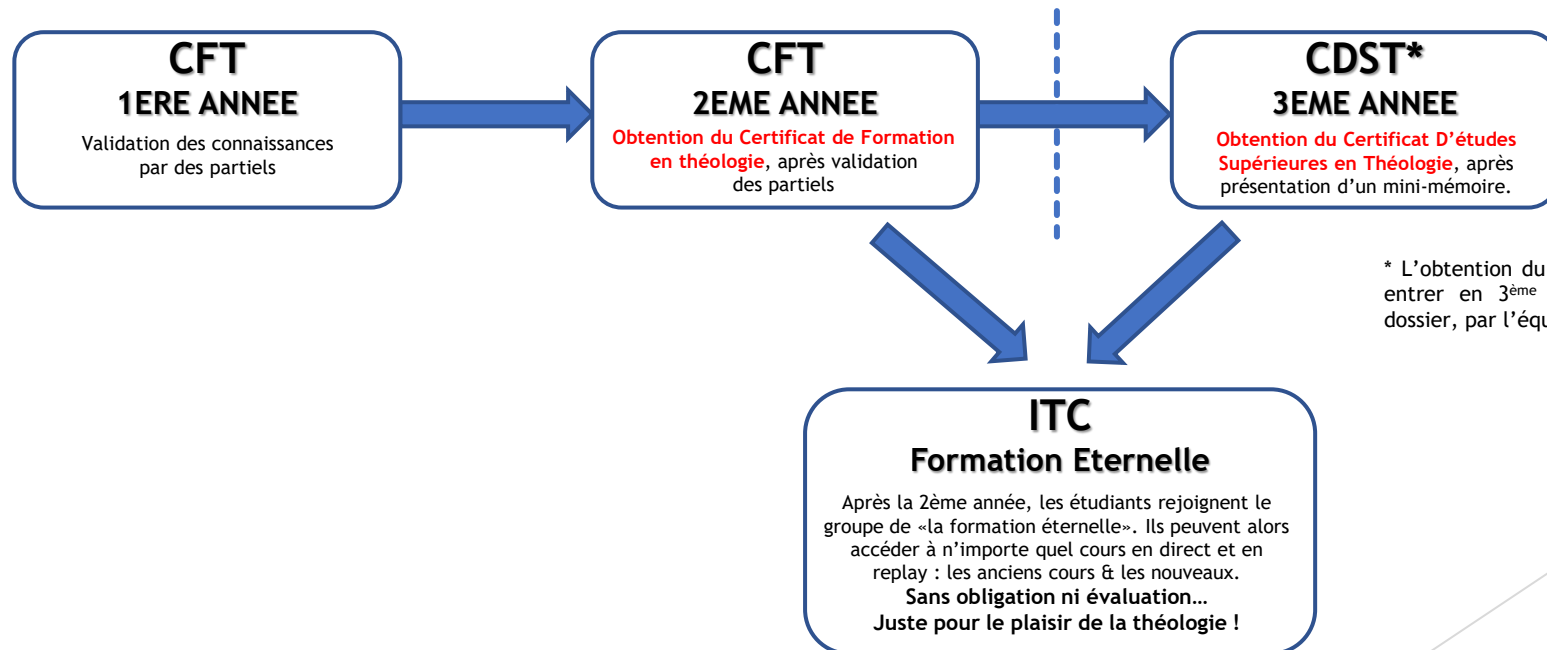 CFT
1ERE ANNEE
Validation des connaissances
par des partiels
CFT
2EME ANNEE
Obtention du Certificat de Formation
en théologie, après validation
des partiels
CDST*
3EME ANNEE
Obtention du Certificat D’études
Supérieures en Théologie, après
présentation d’un mini-mémoire.
* L’obtention du
entrer en 3ème
dossier, par
ITC
Formation Eternelle
Après la 2ème année, les étudiants rejoignent le
groupe de «la formation éternelle». Ils peuvent alors
accéder à n’importe quel cours en direct et en
replay : les anciens cours & les nouveaux.
Sans obligation ni évaluation…
Juste pour le plaisir de la théologie !